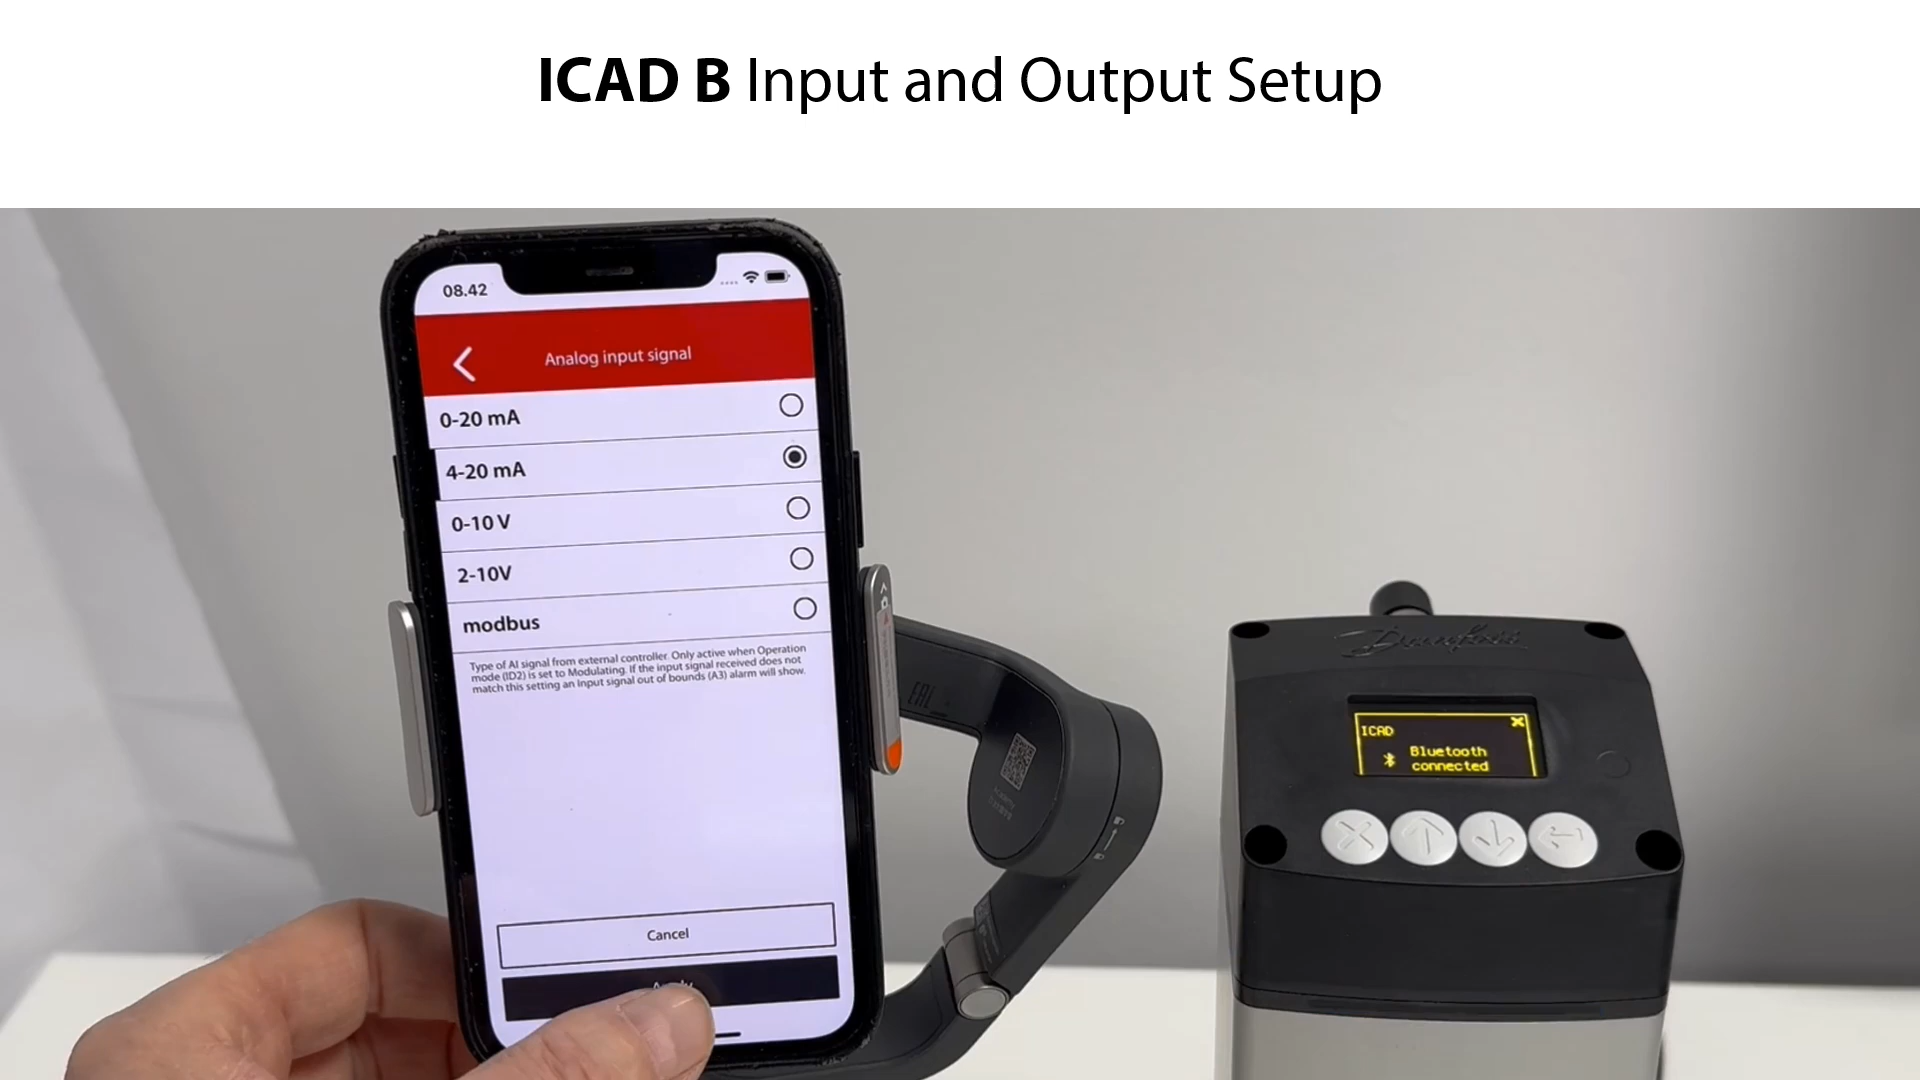 ICAD B Input and Output Setup
08.42
Analog input signal
0-20 mA
4-20 mA
0-10 V
2-10V
modbus
Type of AI signal from external controller. Only active when Operation
mode (ID2) is set to Modulating. If the input signal received does not
match this setting an input signal out of bounds (A3) alarm will show.
Cancel
Danfoss
ICAD
Bluetooth
connected
EAC